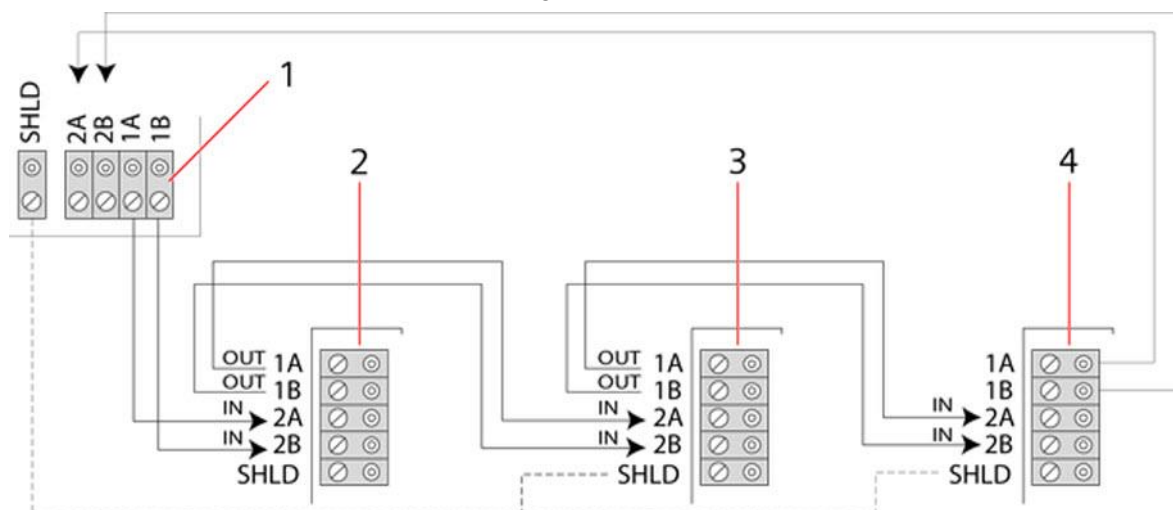 1
SHLD
2A
2B
1A
1B
2
3
4
OUT 1A
OUT 1B
IN 2A
IN 2B
SHLD
OUT 1A
OUT 1B
IN 2A
IN 2B
SHLD
1A
1B
IN 2A
IN 2B
SHLD